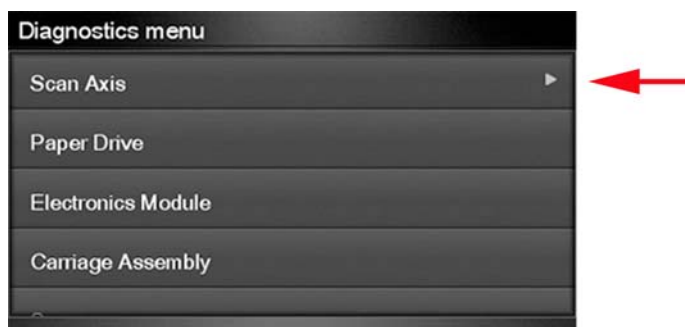 Diagnostics menu
Scan Axis
Paper Drive
Electronics Module
Carriage Assembly